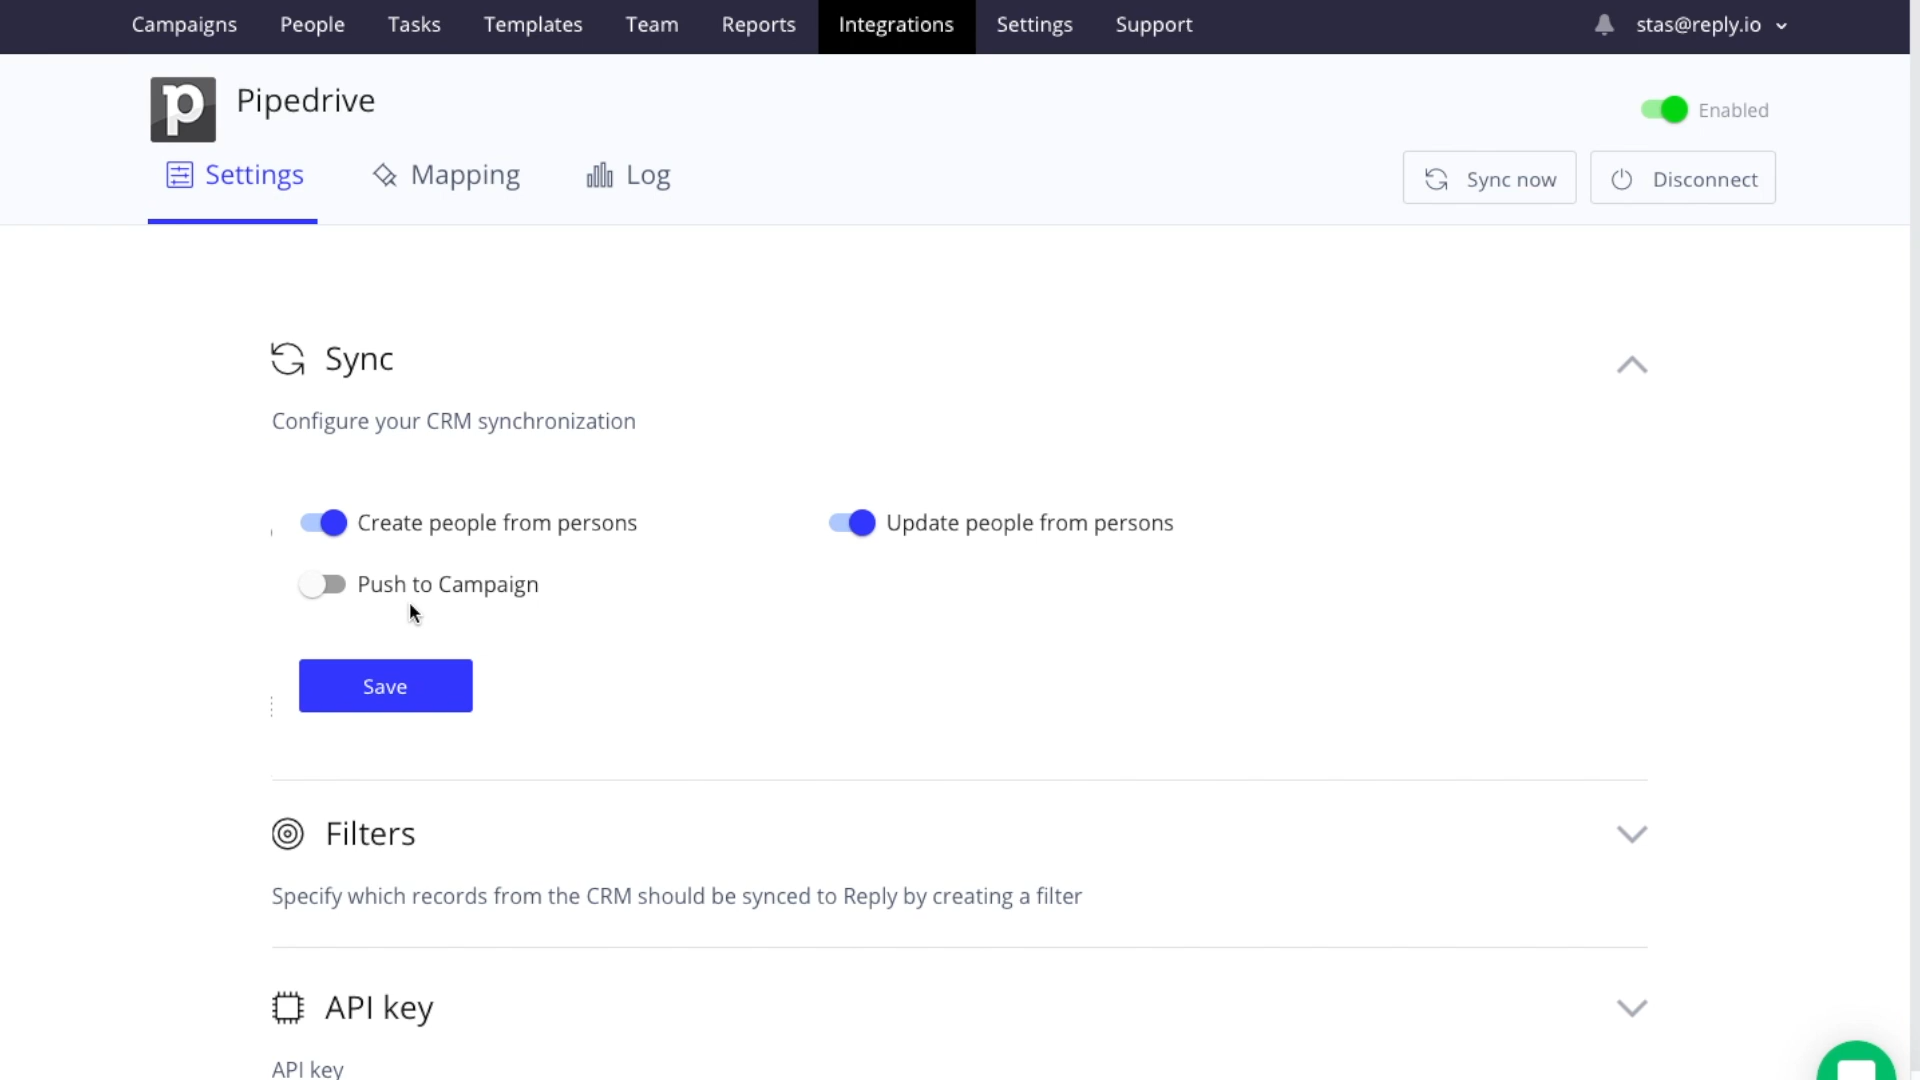 Campaigns People Tasks Templates Team Reports Integrations Settings Support stas@reply.io
p Pipedrive
Enabled
Settings Mapping Log
Sync now Disconnect
Sync
Configure your CRM synchronization
Create people from persons Update people from persons
Push to Campaign
Save
Filters
Specify which records from the CRM should be synced to Reply by creating a filter
API key
API key